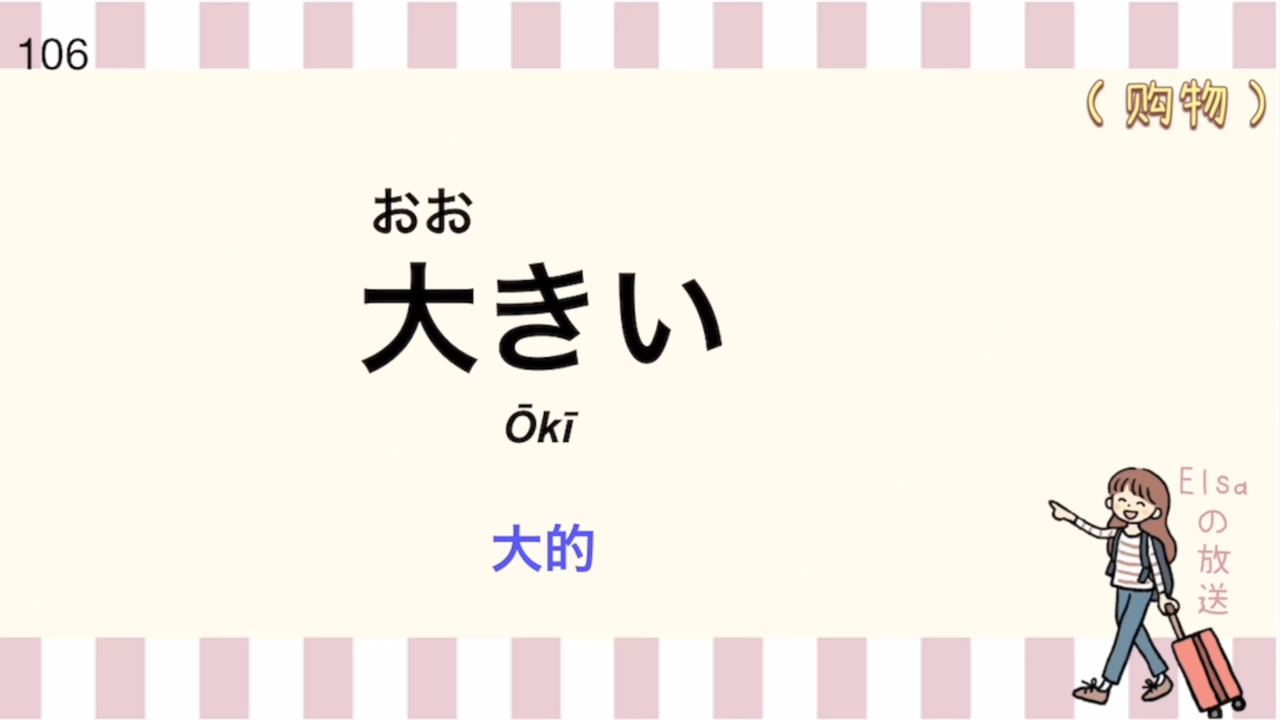 106
（购物）
おお
大きい
Ōkī
大的
Elsa
の
放
送